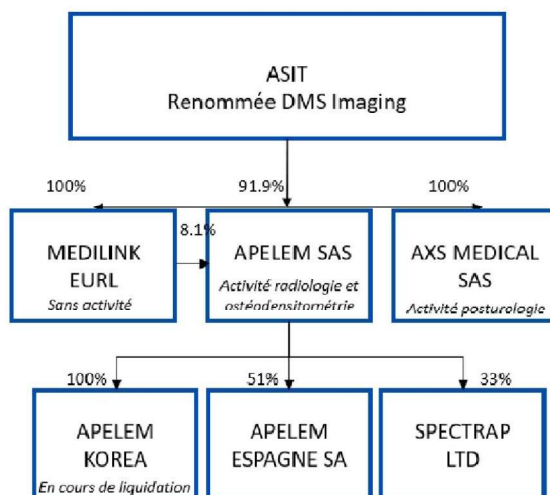 ASIT
Renommée DMS Imaging
100%
91.9%
100%
MEDILINK
EURL
Sans activité
8.1%
APELEM SAS
Activité radiologie et
ostéodensitométrie
AXS MEDICAL
SAS
Activité posturologie
100%
51%
33%
APELEM
KOREA
En cours de liquidation
APELEM
ESPAGNE SA
SPECTRAP
LTD